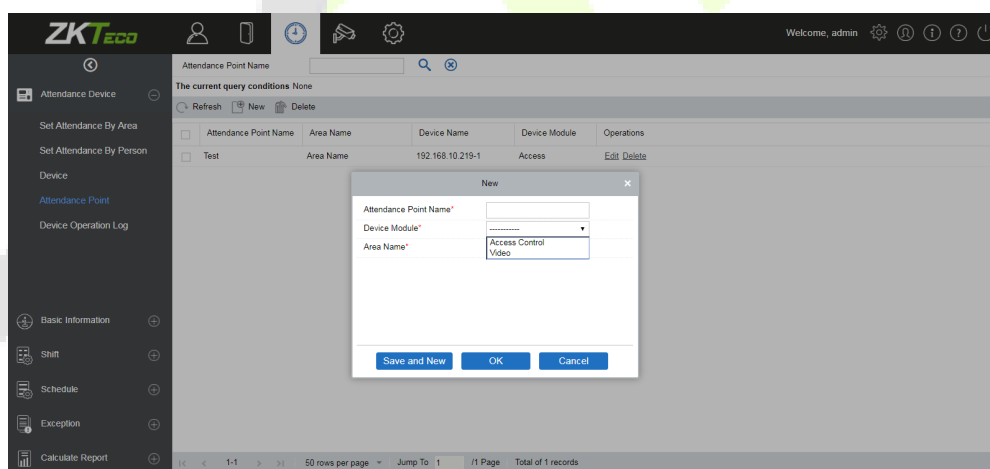 ZKTECO
Welcome, admin
Attendance Device
Set Attendance By Area
Set Attendance By Person
Device
Attendance Point
Device Operation Log
Basic Information
Shift
Schedule
Exception
Calculate Report
Attendance Point Name
The current query conditions None
Refresh New Delete
Attendance Point Name Area Name Device Name Device Module Operations
Test Area Name 192.168.10.219-1 Access Edit Delete
New ×
Attendance Point Name*
Device Module* -----------
Access Control
Video
Area Name*
Save and New OK Cancel
|< < 1-1 > >| 50 rows per page Jump To 1 /1 Page Total of 1 records